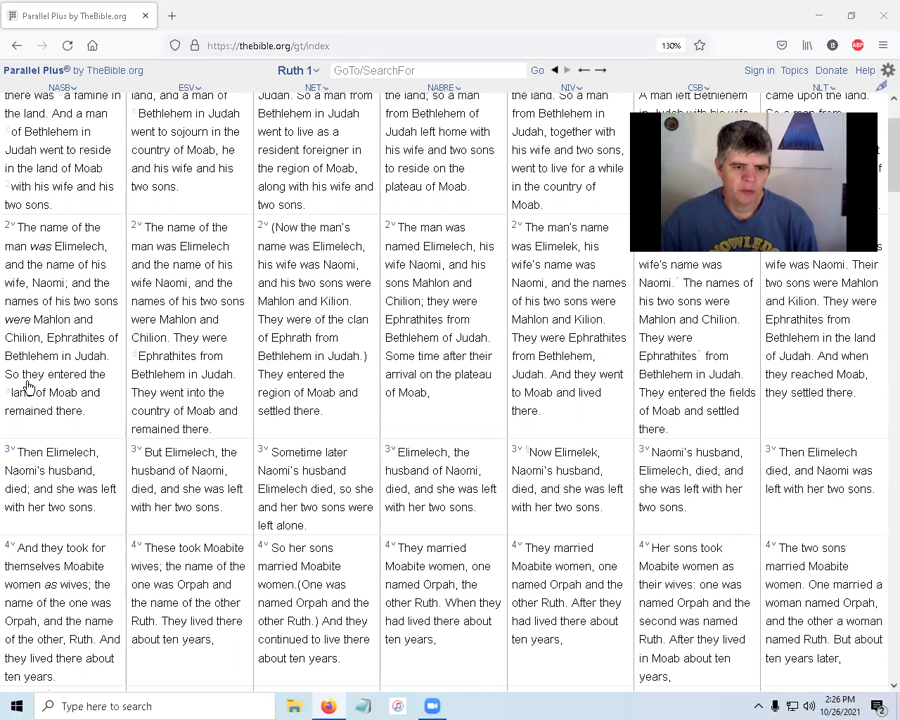 Parallel Plus by TheBible.org
https://thebible.org/gt/index
130%
Parallel Plus® by TheBible.org
Ruth 1
GoTo/SearchFor
Go
Sign in Topics Donate Help
NASB
ESV
NET
NABRE
NIV
CSB
NLT
there was a famine in
the land. And a man
of Bethlehem in
Judah went to reside
in the land of Moab
with his wife and his
two sons.
land, and a man of
Bethlehem in Judah
went to sojourn in the
country of Moab, he
and his wife and his
two sons.
Judah. So a man from
Bethlehem in Judah
went to live as a
resident foreigner in
the region of Moab,
along with his wife and
two sons.
the land; so a man
from Bethlehem of
Judah left home with
his wife and two sons
to reside on the
plateau of Moab.
the land. So a man
from Bethlehem in
Judah, together with
his wife and two sons,
went to live for a while
in the country of
Moab.
A man left Bethlehem
came upon the land.
2v The name of the
man was Elimelech,
and the name of his
wife, Naomi; and the
names of his two sons
were Mahlon and
Chilion, Ephrathites of
Bethlehem in Judah.
So they entered the
land of Moab and
remained there.
2v The name of the
man was Elimelech
and the name of his
wife Naomi, and the
names of his two sons
were Mahlon and
Chilion. They were
Ephrathites from
Bethlehem in Judah.
They went into the
country of Moab and
remained there.
2v (Now the man's
name was Elimelech,
his wife was Naomi,
and his two sons were
Mahlon and Kilion.
They were of the clan
of Ephrath from
Bethlehem in Judah.)
They entered the
region of Moab and
settled there.
2v The man was
named Elimelech, his
wife Naomi, and his
sons Mahlon and
Chilion; they were
Ephrathites from
Bethlehem of Judah.
Some time after their
arrival on the plateau
of Moab,
2v The man's name
was Elimelek, his
wife's name was
Naomi, and the names
of his two sons were
Mahlon and Kilion.
They were Ephrathites
from Bethlehem,
Judah. And they went
to Moab and lived
there.
wife's name was
Naomi. The names of
his two sons were
Mahlon and Chilion.
They were
Ephrathites from
Bethlehem in Judah.
They entered the fields
of Moab and settled
there.
wife was Naomi. Their
two sons were Mahlon
and Kilion. They were
Ephrathites from
Bethlehem in the land
of Judah. And when
they reached Moab,
they settled there.
3v Then Elimelech,
Naomi's husband,
died; and she was left
with her two sons.
3v But Elimelech, the
husband of Naomi,
died, and she was left
with her two sons.
3v Sometime later
Naomi's husband
Elimelech died, so she
and her two sons were
left alone.
3v Elimelech, the
husband of Naomi,
died, and she was left
with her two sons.
3v Now Elimelek,
Naomi's husband,
died, and she was left
with her two sons.
3v Naomi's husband,
Elimelech, died, and
she was left with her
two sons.
3v Then Elimelech
died, and Naomi was
left with her two sons.
4v And they took for
themselves Moabite
women as wives; the
name of the one was
Orpah, and the name
of the other, Ruth. And
they lived there about
ten years.
4v These took Moabite
wives; the name of the
one was Orpah and
the name of the other
Ruth. They lived there
about ten years,
4v So her sons
married Moabite
women.(One was
named Orpah and the
other Ruth.) And they
continued to live there
about ten years.
4v They married
Moabite women, one
named Orpah, the
other Ruth. When they
had lived there about
ten years,
4v They married
Moabite women, one
named Orpah and the
other Ruth. After they
had lived there about
ten years,
4v Her sons took
Moabite women as
their wives: one was
named Orpah and the
second was named
Ruth. After they lived
in Moab about ten
years,
4v The two sons
married Moabite
women. One married a
woman named Orpah,
and the other a woman
named Ruth. But about
ten years later,
Type here to search
2:26 PM
10/26/2021